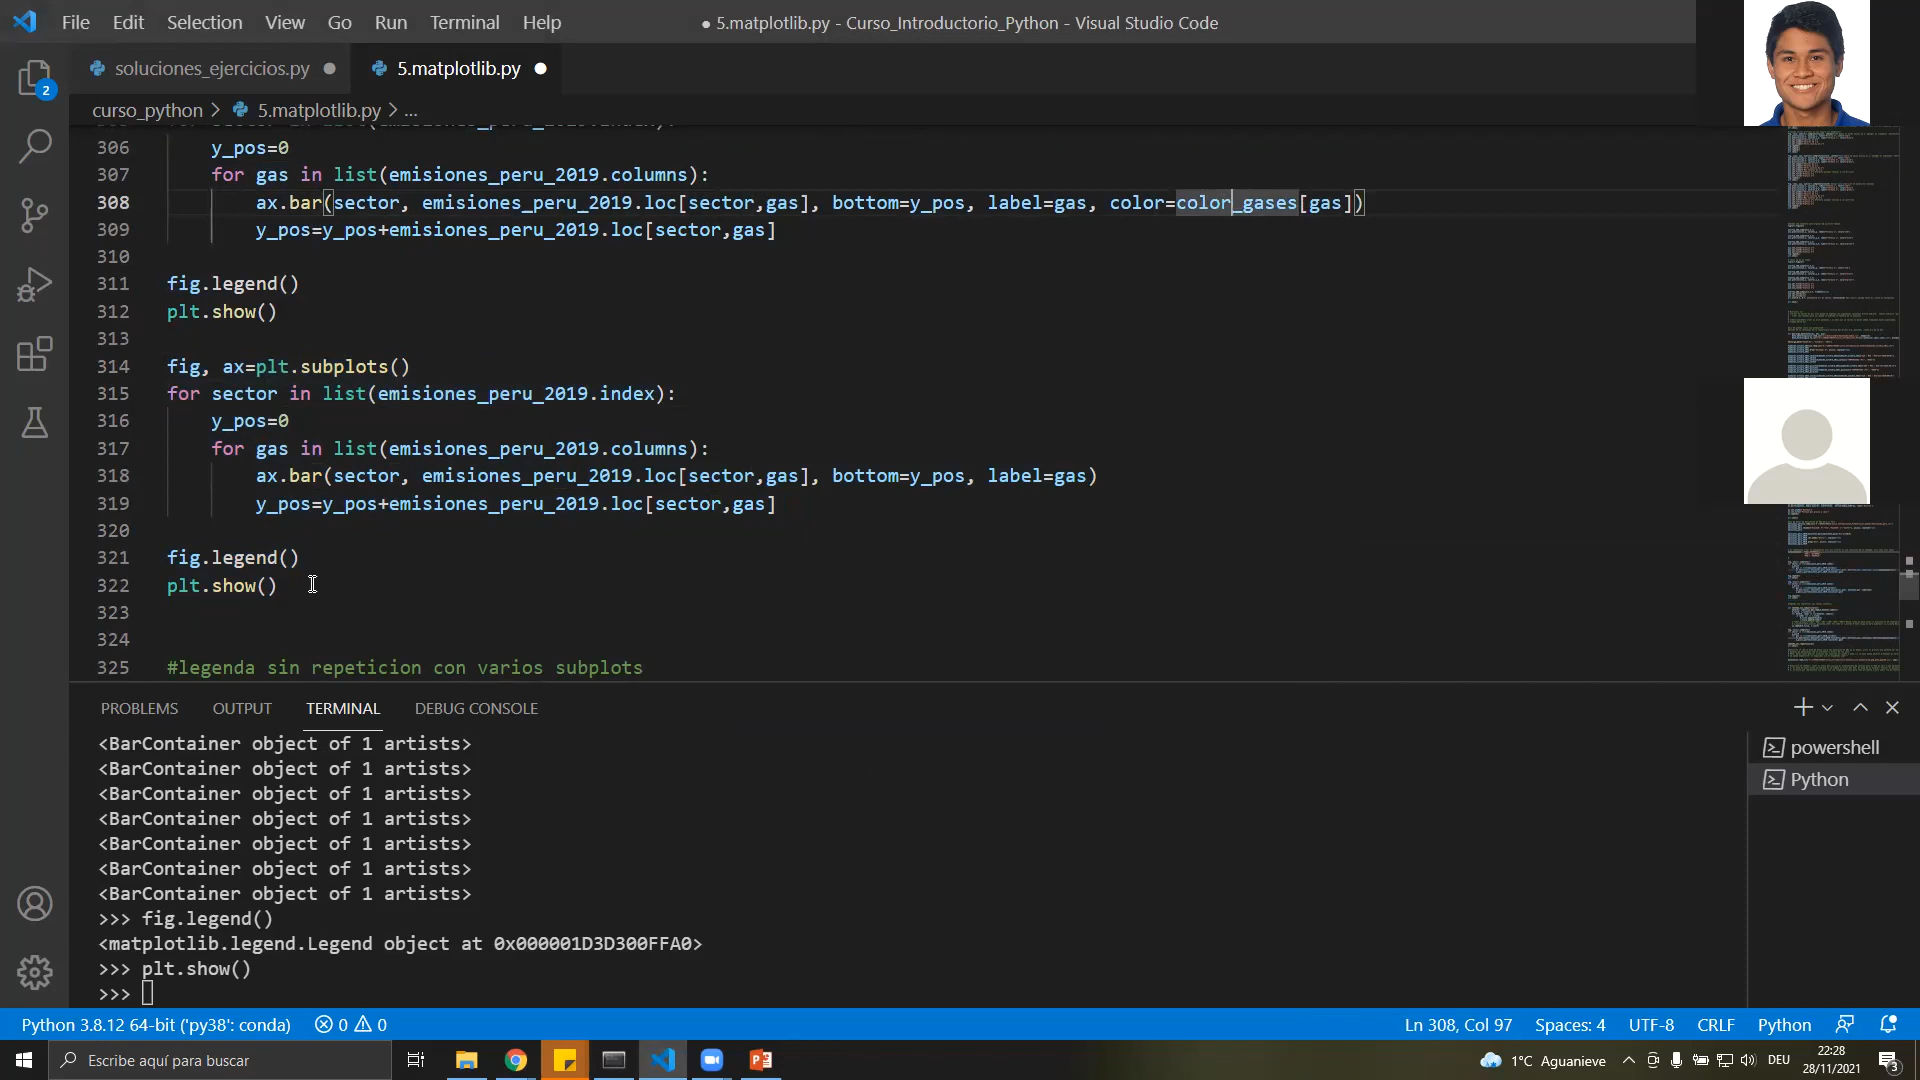 File Edit Selection View Go Run Terminal Help
● 5.matplotlib.py - Curso_Introductorio_Python - Visual Studio Code
2
soluciones_ejercicios.py ●
5.matplotlib.py ●
curso_python > 5.matplotlib.py > ...
306 y_pos=0
307 for gas in list(emisiones_peru_2019.columns):
308 ax.bar(sector, emisiones_peru_2019.loc[sector,gas], bottom=y_pos, label=gas, color=color_gases[gas])
309 y_pos=y_pos+emisiones_peru_2019.loc[sector,gas]
310
311 fig.legend()
312 plt.show()
313
314 fig, ax=plt.subplots()
315 for sector in list(emisiones_peru_2019.index):
316 y_pos=0
317 for gas in list(emisiones_peru_2019.columns):
318 ax.bar(sector, emisiones_peru_2019.loc[sector,gas], bottom=y_pos, label=gas)
319 y_pos=y_pos+emisiones_peru_2019.loc[sector,gas]
320
321 fig.legend()
322 plt.show()
323
324
325 #legenda sin repeticion con varios subplots
PROBLEMS OUTPUT TERMINAL DEBUG CONSOLE
<BarContainer object of 1 artists>
<BarContainer object of 1 artists>
<BarContainer object of 1 artists>
<BarContainer object of 1 artists>
<BarContainer object of 1 artists>
<BarContainer object of 1 artists>
<BarContainer object of 1 artists>
>>> fig.legend()
<matplotlib.legend.Legend object at 0x000001D3D300FFA0>
>>> plt.show()
>>>
powershell
Python
Python 3.8.12 64-bit ('py38': conda) 0 0
Ln 308, Col 97 Spaces: 4 UTF-8 CRLF Python
Escribe aquí para buscar
1°C Aguanieve
DEU
22:28
28/11/2021
3